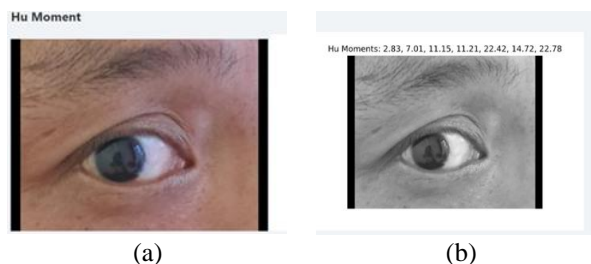 Hu Moment
Hu Moments: 2.83, 7.01, 11.15, 11.21, 22.42, 14.72, 22.78
(a)
(b)